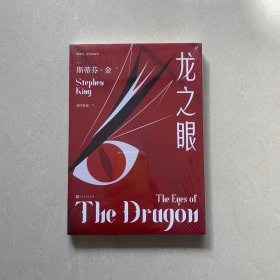 斯蒂芬·金
Stephen
King
龙之眼
The Eyes of
The Dragon